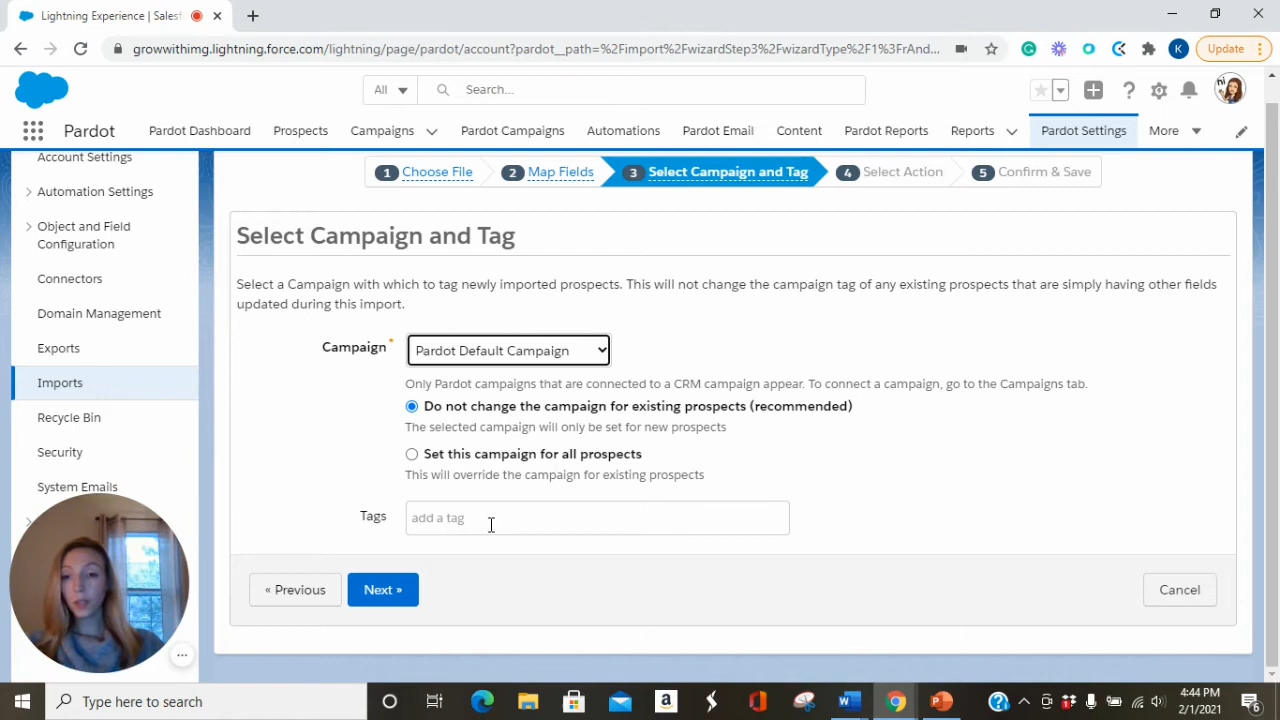 Lightning Experience | Salesf
growwithimg.lightning.force.com/lightning/page/pardot/account?pardot__path=%2Fimport%2FwizardStep3%2FwizardType%2F1%3FrAnd...
Update
All
Search...
hi
Pardot
Pardot Dashboard
Prospects
Campaigns
Pardot Campaigns
Automations
Pardot Email
Content
Pardot Reports
Reports
Pardot Settings
More
Account Settings
Automation Settings
Object and Field
Configuration
Connectors
Domain Management
Exports
Imports
Recycle Bin
Security
System Emails
1 Choose File
2 Map Fields
3 Select Campaign and Tag
4 Select Action
5 Confirm & Save
Select Campaign and Tag
Select a Campaign with which to tag newly imported prospects. This will not change the campaign tag of any existing prospects that are simply having other fields
updated during this import.
Campaign *
Pardot Default Campaign
Only Pardot campaigns that are connected to a CRM campaign appear. To connect a campaign, go to the Campaigns tab.
Do not change the campaign for existing prospects (recommended)
The selected campaign will only be set for new prospects
Set this campaign for all prospects
This will override the campaign for existing prospects
Tags
add a tag
« Previous
Next »
Cancel
Type here to search
4:44 PM
2/1/2021
6